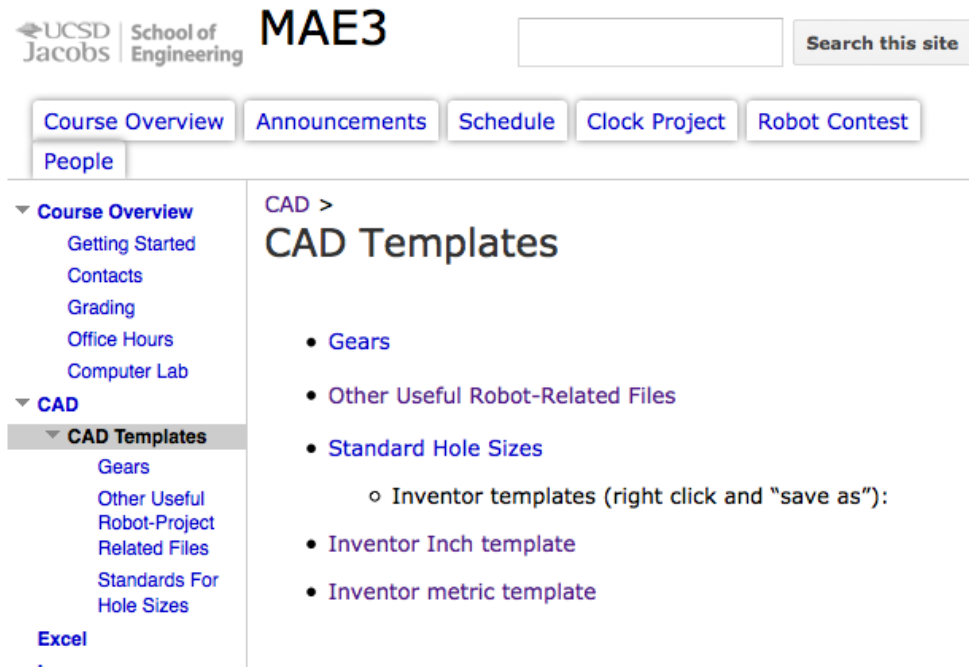 UCSD
Jacobs
School of
Engineering
MAE3
Search this site
Course Overview
Announcements
Schedule
Clock Project
Robot Contest
People
Course Overview
Getting Started
Contacts
Grading
Office Hours
Computer Lab
CAD
CAD Templates
Gears
Other Useful
Robot-Project
Related Files
Standards For
Hole Sizes
Excel
CAD >
CAD Templates
• Gears
• Other Useful Robot-Related Files
• Standard Hole Sizes
○ Inventor templates (right click and “save as”):
• Inventor Inch template
• Inventor metric template